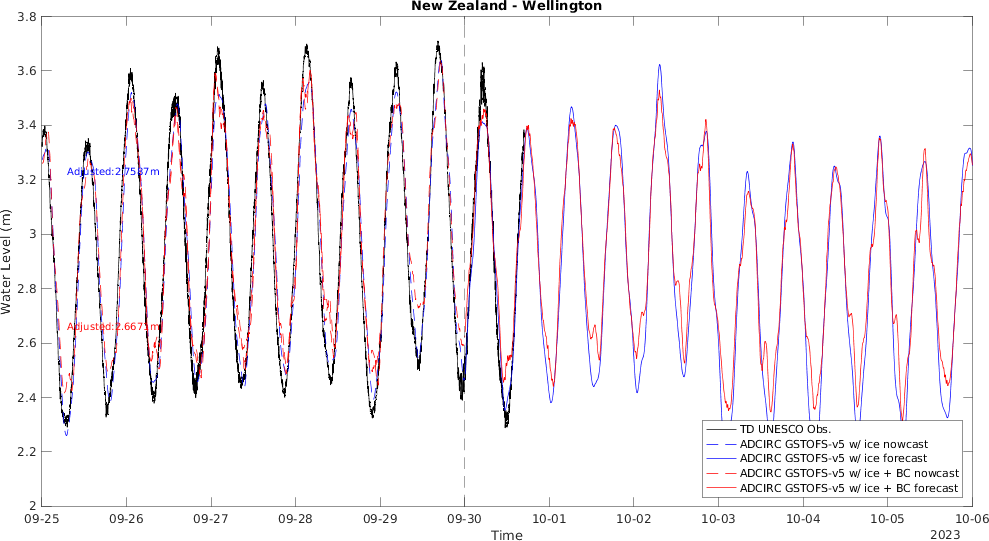 New Zealand - Wellington
3.8
3.6
3.4
3.2
3
2.8
2.6
2.4
2.2
2
Water Level (m)
Adjusted:2.7587m
Adjusted:2.6671m
TD UNESCO Obs.
ADCIRC GSTOFS-v5 w/ ice nowcast
ADCIRC GSTOFS-v5 w/ ice forecast
ADCIRC GSTOFS-v5 w/ ice + BC nowcast
ADCIRC GSTOFS-v5 w/ ice + BC forecast
09-25 09-26 09-27 09-28 09-29 09-30 10-01 10-02 10-03 10-04 10-05 10-06
Time
2023